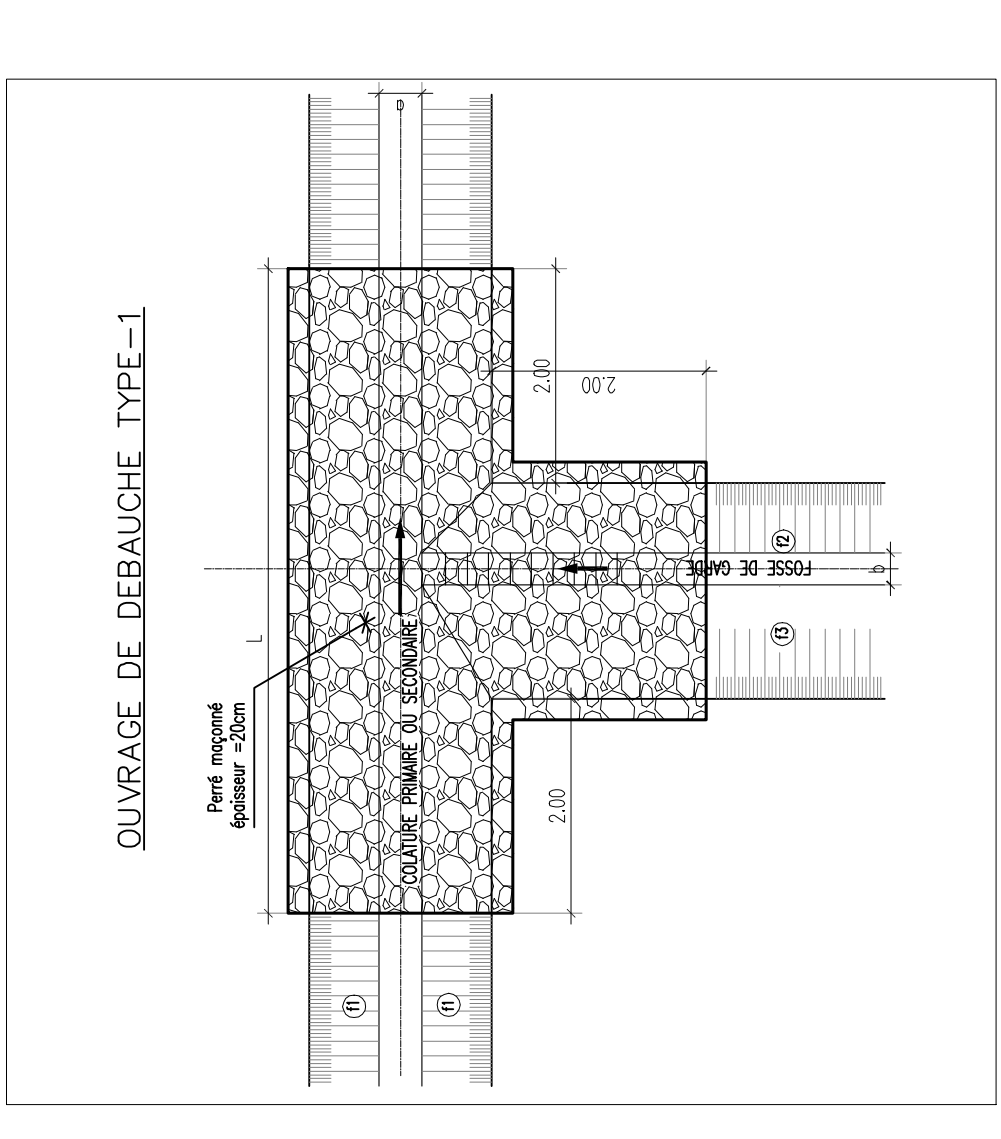 OUVRAGE DE DEBAUCHE TYPE-1
Perré maçonné
épaisseur =20cm
L
COLATURE PRIMAIRE OU SECONDAIRE
D
2.00
2.00
2.00
f1
f1
f2
f3
FOSSE DE GARDE
b